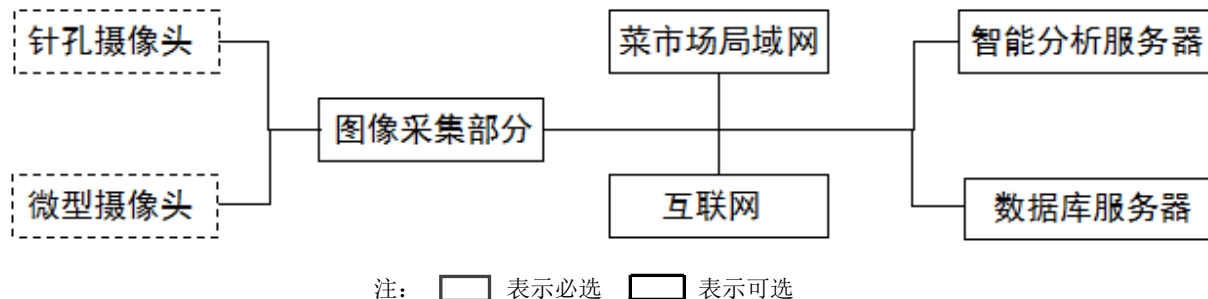 针孔摄像头
菜市场局域网
智能分析服务器
图像采集部分
微型摄像头
互联网
数据库服务器
注： 表示必选 表示可选